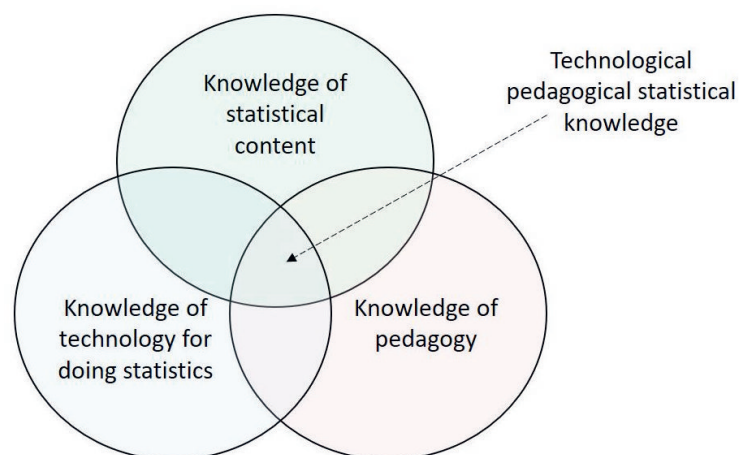 Knowledge of
statistical
content
Technological
pedagogical statistical
knowledge
Knowledge of
technology for
doing statistics
Knowledge of
pedagogy